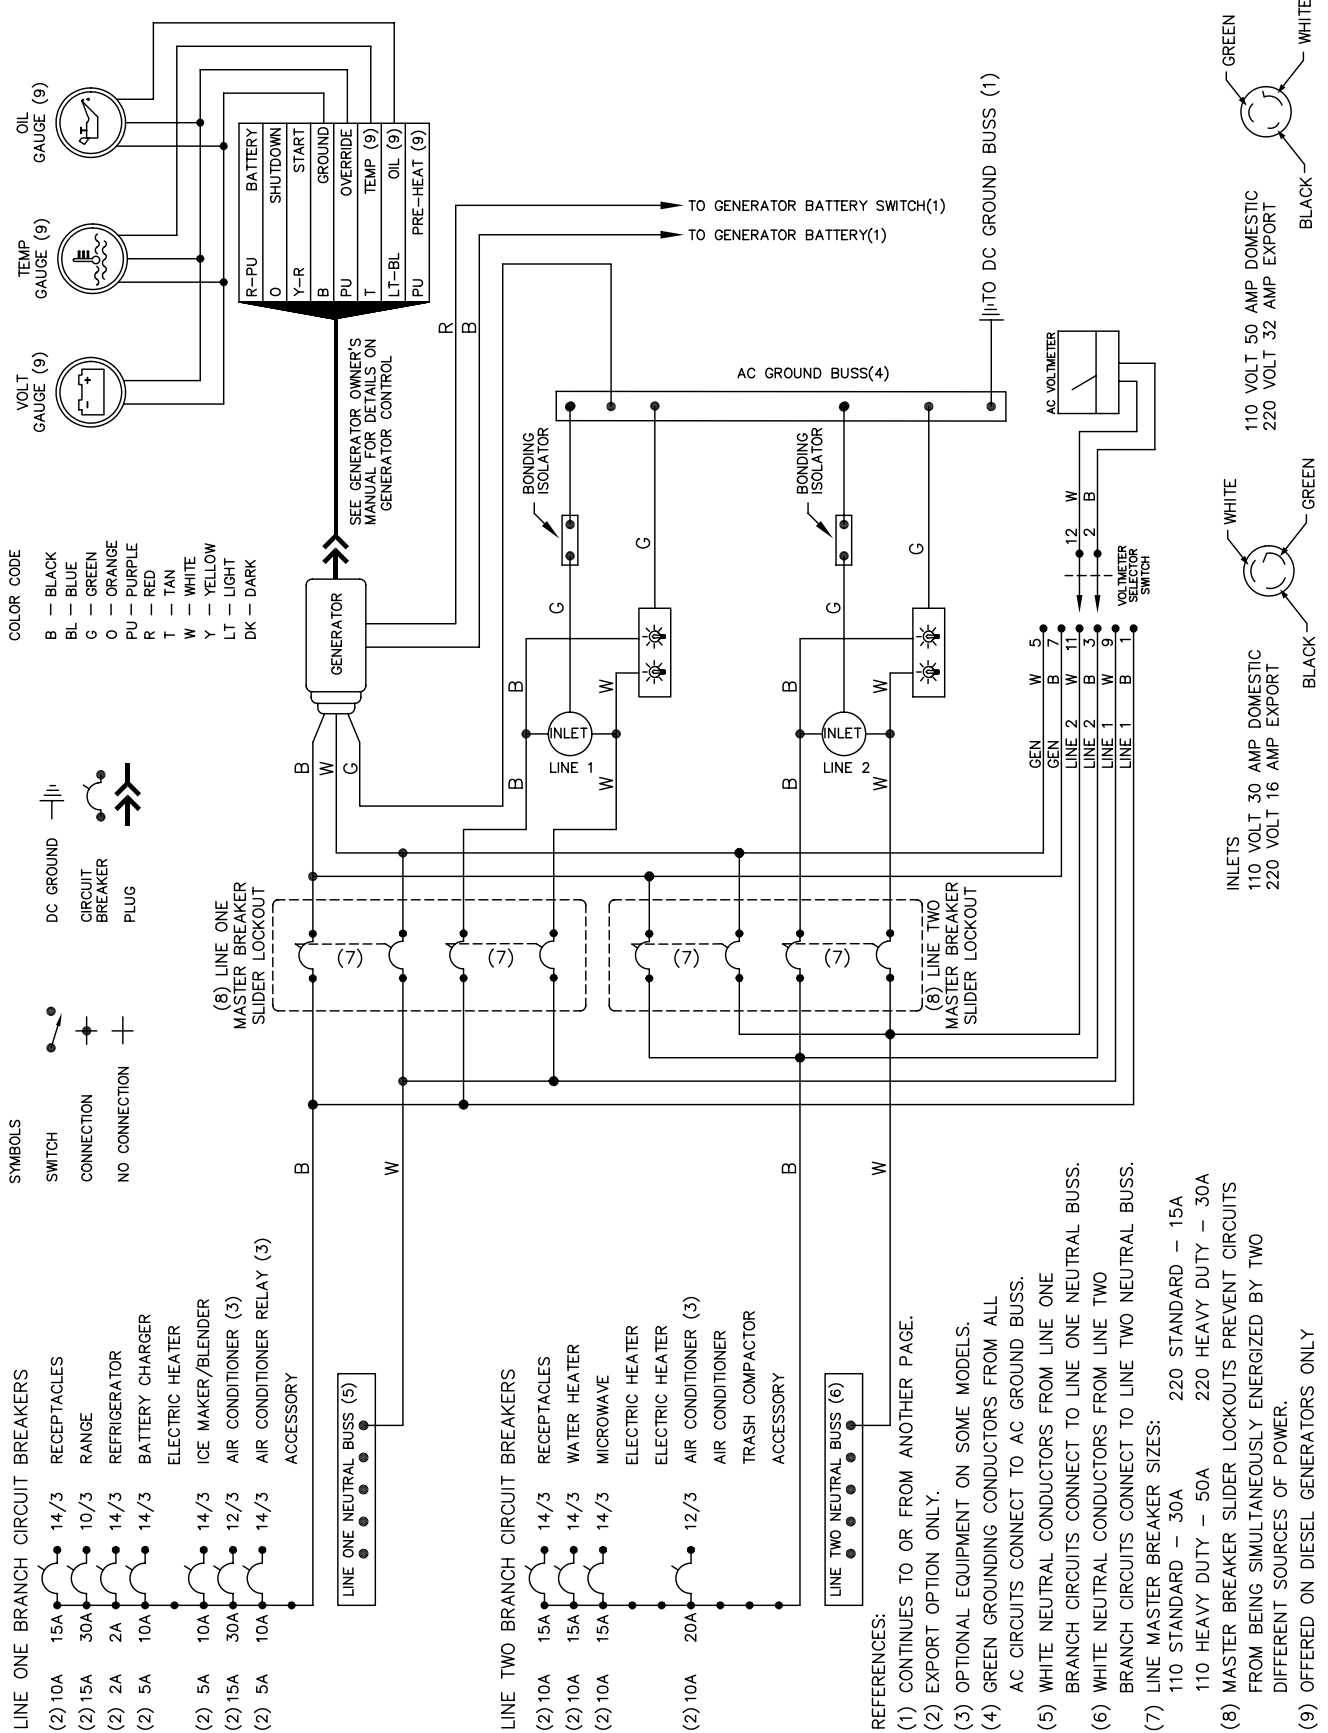 COLOR CODE
B — BLACK
BL — BLUE
G — GREEN
O — ORANGE
PU — PURPLE
R — RED
T — TAN
W — WHITE
Y — YELLOW
LT — LIGHT
DK — DARK
SYMBOLS
SWITCH
CONNECTION
NO CONNECTION
DC GROUND
CIRCUIT
BREAKER
PLUG
VOLT
GAUGE (9)
TEMP
GAUGE (9)
OIL
GAUGE (9)
R–PU BATTERY
O SHUTDOWN
Y–R START
B GROUND
PU OVERRIDE
T TEMP (9)
LT–BL OIL (9)
PU PRE–HEAT (9)
SEE GENERATOR OWNER'S
MANUAL FOR DETAILS ON
GENERATOR CONTROL
GENERATOR
R
B
TO GENERATOR BATTERY SWITCH(1)
TO GENERATOR BATTERY(1)
B
W
G
LINE ONE BRANCH CIRCUIT BREAKERS
(2) 10A 15A 14/3 RECEPTACLES
(2) 15A 30A 10/3 RANGE
(2) 2A 2A 14/3 REFRIGERATOR
(2) 5A 10A 14/3 BATTERY CHARGER
ELECTRIC HEATER
(2) 5A 10A 14/3 ICE MAKER/BLENDER
(2) 15A 30A 12/3 AIR CONDITIONER (3)
(2) 5A 10A 14/3 AIR CONDITIONER RELAY (3)
ACCESSORY
LINE ONE NEUTRAL BUSS (5)
B
W
(8) LINE ONE
MASTER BREAKER
SLIDER LOCKOUT
(7)
(7)
B
W
B
W
INLET
LINE 1
G
G
BONDING
ISOLATOR
AC GROUND BUSS(4)
TO DC GROUND BUSS (1)
LINE TWO BRANCH CIRCUIT BREAKERS
(2) 10A 15A 14/3 RECEPTACLES
(2) 10A 15A 14/3 WATER HEATER
(2) 10A 15A 14/3 MICROWAVE
ELECTRIC HEATER
ELECTRIC HEATER
(2) 10A 20A 12/3 AIR CONDITIONER (3)
AIR CONDITIONER
TRASH COMPACTOR
ACCESSORY
LINE TWO NEUTRAL BUSS (6)
B
W
(7)
(7)
(8) LINE TWO
MASTER BREAKER
SLIDER LOCKOUT
B
W
B
W
INLET
LINE 2
G
G
BONDING
ISOLATOR
GEN W 5
GEN B 7
LINE 2 W 11
LINE 2 B 3
LINE 1 W 9
LINE 1 B 1
12 W
2 B
VOLTMETER
SELECTOR
SWITCH
AC VOLTMETER
REFERENCES:
(1) CONTINUES TO OR FROM ANOTHER PAGE.
(2) EXPORT OPTION ONLY.
(3) OPTIONAL EQUIPMENT ON SOME MODELS.
(4) GREEN GROUNDING CONDUCTORS FROM ALL
AC CIRCUITS CONNECT TO AC GROUND BUSS.
(5) WHITE NEUTRAL CONDUCTORS FROM LINE ONE
BRANCH CIRCUITS CONNECT TO LINE ONE NEUTRAL BUSS.
(6) WHITE NEUTRAL CONDUCTORS FROM LINE TWO
BRANCH CIRCUITS CONNECT TO LINE TWO NEUTRAL BUSS.
(7) LINE MASTER BREAKER SIZES:
110 STANDARD – 30A 220 STANDARD – 15A
110 HEAVY DUTY – 50A 220 HEAVY DUTY – 30A
(8) MASTER BREAKER SLIDER LOCKOUTS PREVENT CIRCUITS
FROM BEING SIMULTANEOUSLY ENERGIZED BY TWO
DIFFERENT SOURCES OF POWER.
(9) OFFERED ON DIESEL GENERATORS ONLY
INLETS
110 VOLT 30 AMP DOMESTIC
220 VOLT 16 AMP EXPORT
BLACK
WHITE
GREEN
110 VOLT 50 AMP DOMESTIC
220 VOLT 32 AMP EXPORT
BLACK
GREEN
WHITE